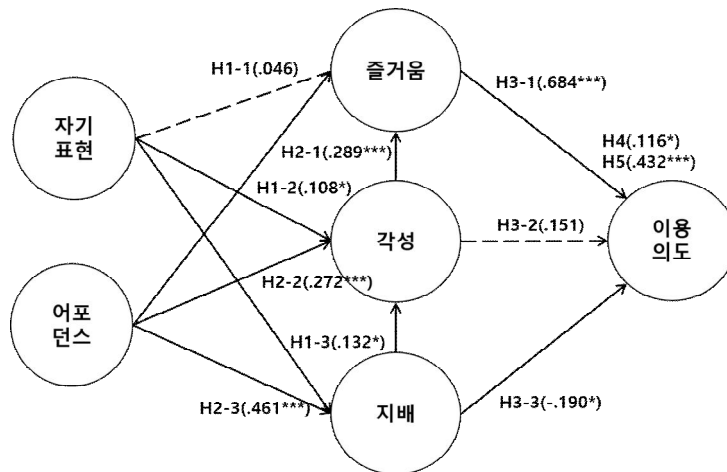 H1-1(.046)
즐거움
H3-1(.684***)
자기
표현
H4(.116*)
H2-1(.289***)
H5(.432***)
H1-2(.108*)
각성
H3-2(.151)
이용
의도
H2-2(.272***)
어포
던스
H1-3(.132*)
H2-3(.461***)
지배
H3-3(-.190*)